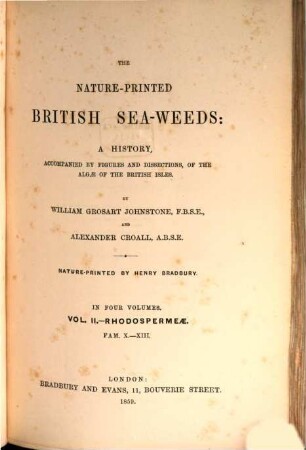 THE
NATURE-PRINTED
BRITISH SEA-WEEDS:
A HISTORY,
ACCOMPANIED BY FIGURES AND DISSECTIONS, OF THE
ALGÆ OF THE BRITISH ISLES.
BY
WILLIAM GROSART JOHNSTONE, F.B.S.E.,
AND
ALEXANDER CROALL, A.B.S.E.
NATURE-PRINTED BY HENRY BRADBURY.
IN FOUR VOLUMES.
VOL. II.—RHODOSPERMEÆ.
FAM. X.—XIII.
LONDON:
BRADBURY AND EVANS, 11, BOUVERIE STREET.
1859.